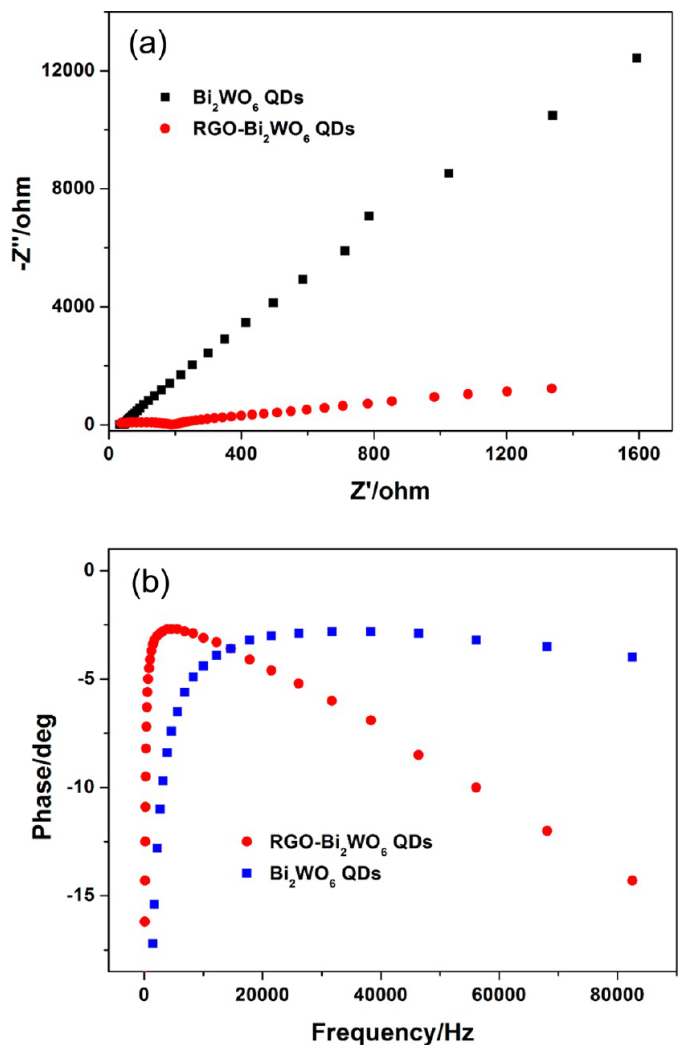 (a)
12000
8000
4000
0
-Z''/ohm
Bi₂WO₆ QDs
RGO-Bi₂WO₆ QDs
0 400 800 1200 1600
Z'/ohm
(b)
0
-5
-10
-15
Phase/deg
RGO-Bi₂WO₆ QDs
Bi₂WO₆ QDs
0 20000 40000 60000 80000
Frequency/Hz